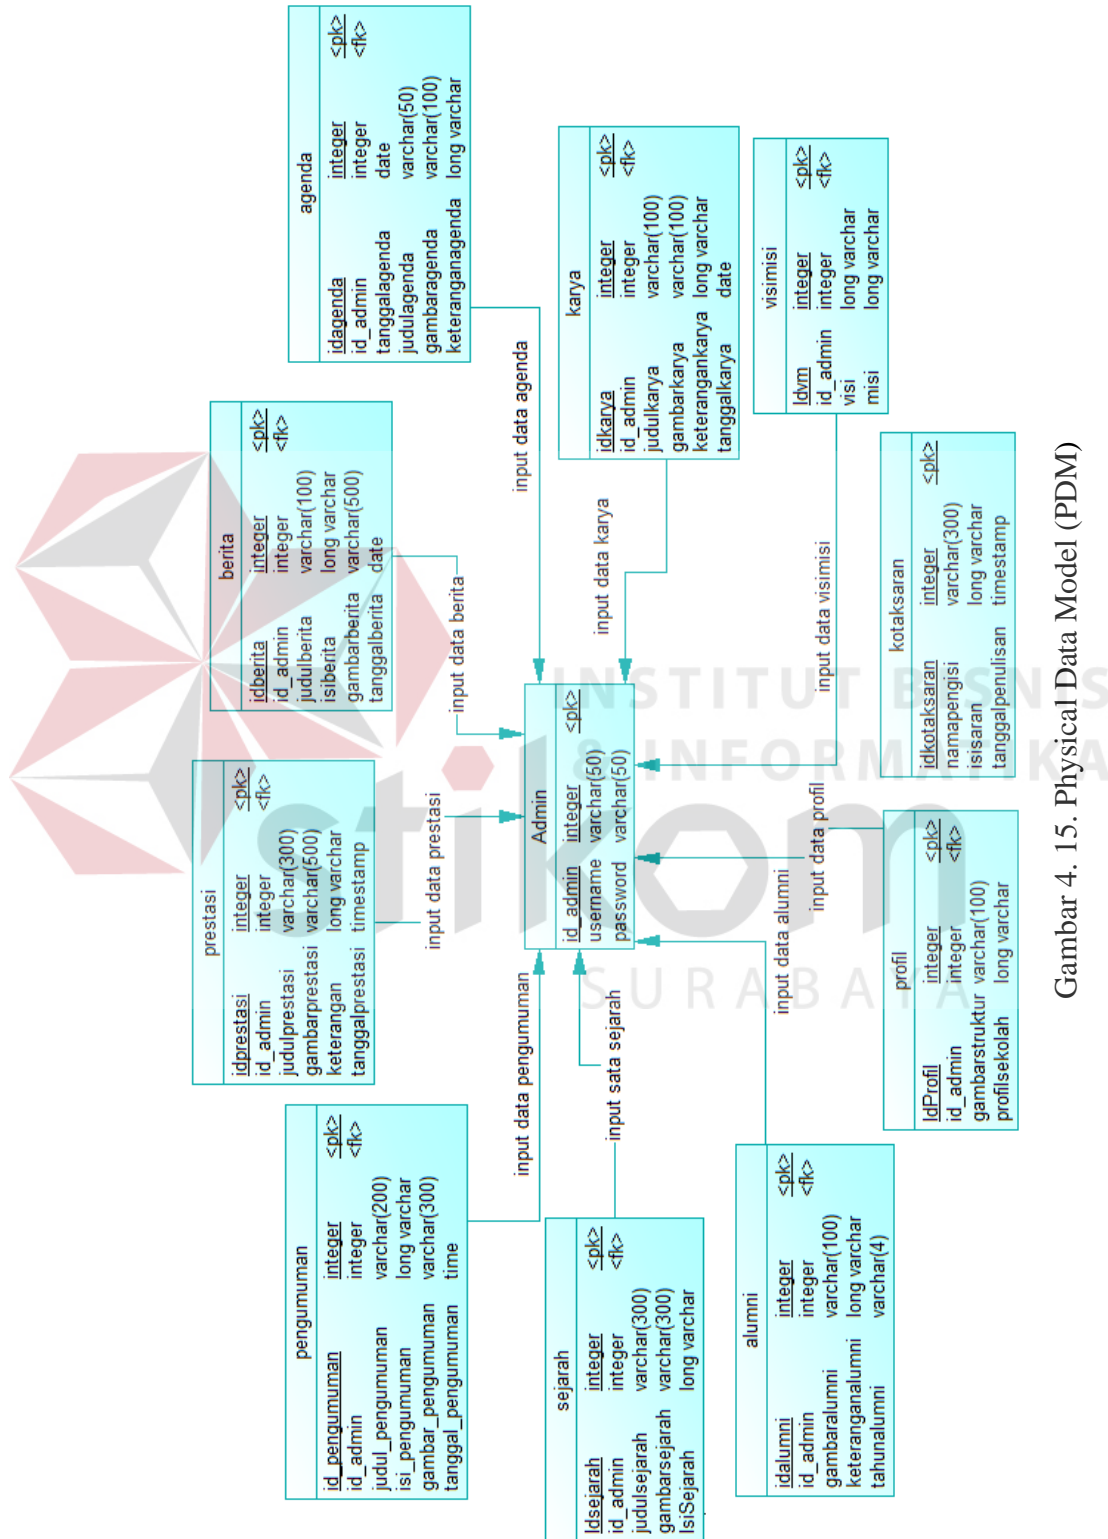 pengumuman
id_pengumuman integer <pk>
id_admin integer <fk>
judul_pengumuman varchar(200)
isi_pengumuman long varchar
gambar_pengumuman varchar(300)
tanggal_pengumuman time
prestasi
idprestasi integer <pk>
id_admin integer <fk>
judulprestasi varchar(300)
gambarprestasi varchar(500)
keterangan long varchar
tanggalprestasi timestamp
berita
idberita integer <pk>
id_admin integer <fk>
judulberita varchar(100)
isiberita long varchar
gambarberita varchar(500)
tanggalberita date
agenda
idagenda integer <pk>
id_admin integer <fk>
tanggalagenda date
judulagenda varchar(50)
gambaragenda varchar(100)
keteranganagenda long varchar
input data pengumuman
input data prestasi
input data berita
input data agenda
sejarah
Idsejarah integer <pk>
id_admin integer <fk>
judulsejarah varchar(300)
gambarsejarah varchar(300)
IsiSejarah long varchar
input sata sejarah
Admin
id_admin integer <pk>
username varchar(50)
password varchar(50)
input data karya
karya
idkarya integer <pk>
id_admin integer <fk>
judulkarya varchar(100)
gambarkarya varchar(100)
keterangankarya long varchar
tanggalkarya date
alumni
idalumni integer <pk>
id_admin integer <fk>
gambaralumni varchar(100)
keteranganalumni long varchar
tahunalumni varchar(4)
input data alumni
input data profil
input data visimisi
visimisi
Idvm integer <pk>
id_admin integer <fk>
visi long varchar
misi long varchar
profil
IdProfil integer <pk>
id_admin integer <fk>
gambarstruktur varchar(100)
profilsekolah long varchar
kotaksaran
idkotaksaran integer <pk>
namapengisi varchar(300)
isisaran long varchar
tanggalpenulisan timestamp
INSTITUT BISNIS
& INFORMATIKA
stikom
SURABAYA
Gambar 4. 15. Physical Data Model (PDM)